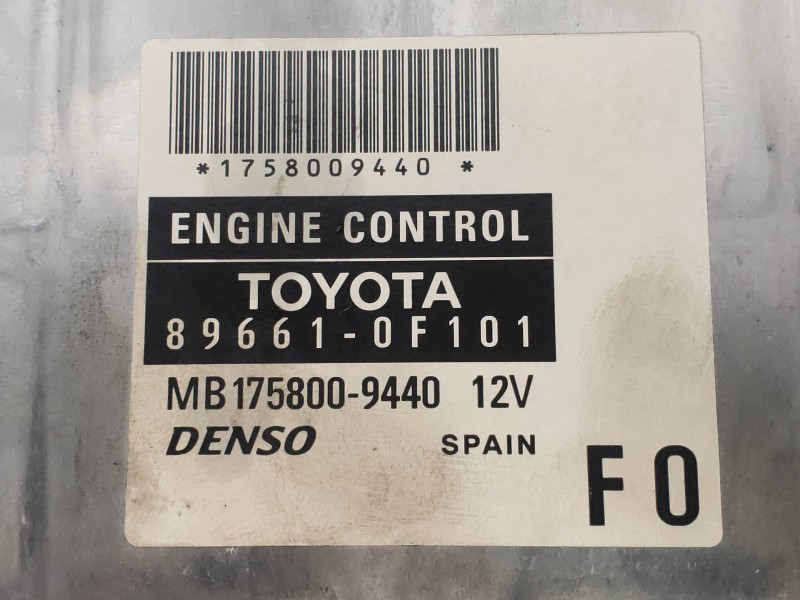 *1758009440 *
ENGINE CONTROL
TOYOTA
89661-0F101
MB175800-9440 12V
DENSO SPAIN
F0